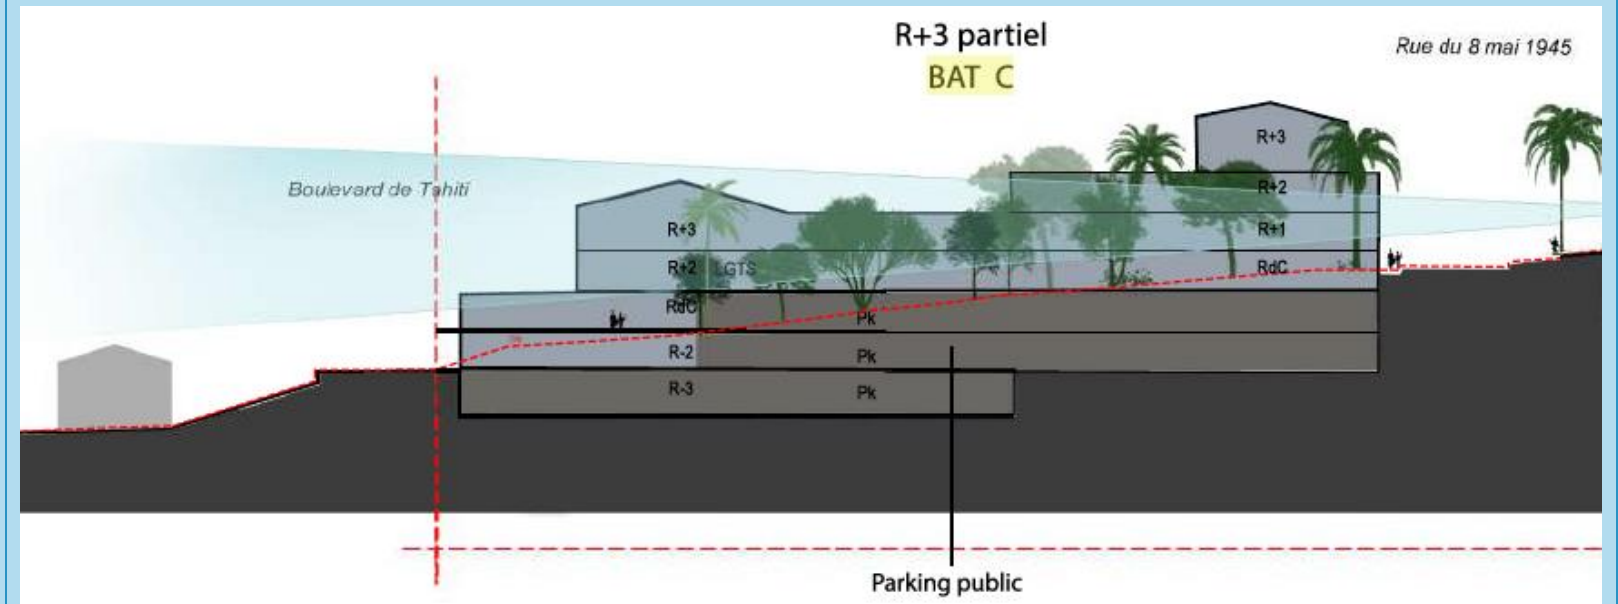 R+3 partiel
BAT C
Rue du 8 mai 1945
Boulevard de Tahiti
R+3
R+2
R+3
R+1
R+2 LGTS
RdC
RdC
Pk
R-2
Pk
R-3
Pk
Parking public